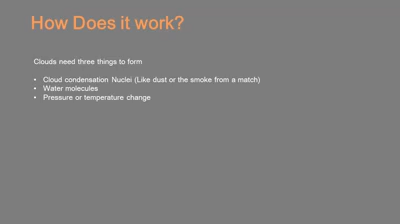 How Does it work?
Clouds need three things to form
• Cloud condensation Nuclei (Like dust or the smoke from a match)
• Water molecules
• Pressure or temperature change